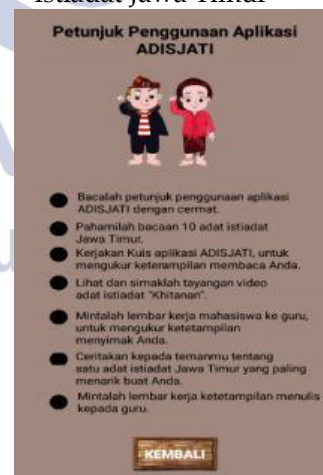 Istiadat Jawa Timur
Petunjuk Penggunaan Aplikasi
ADISJATI
Bacalah petunjuk penggunaan aplikasi
ADISJATI dengan cermat.
Pahamilah bacaan 10 adat istiadat
Jawa Timur.
Kerjakan Kuis aplikasi ADISJATI, untuk
mengukur keterampilan membaca Anda.
Lihat dan simaklah tayangan video
adat istiadat "Khitanan".
Mintalah lembar kerja mahasiswa ke guru,
untuk mengukur ketetampilan
menyimak Anda.
Ceritakan kepada temanmu tentang
satu adat istiadat Jawa Timur yang paling
menarik buat Anda.
Mintalah lembar kerja ketetampilan menulis
kepada guru.
KEMBALI